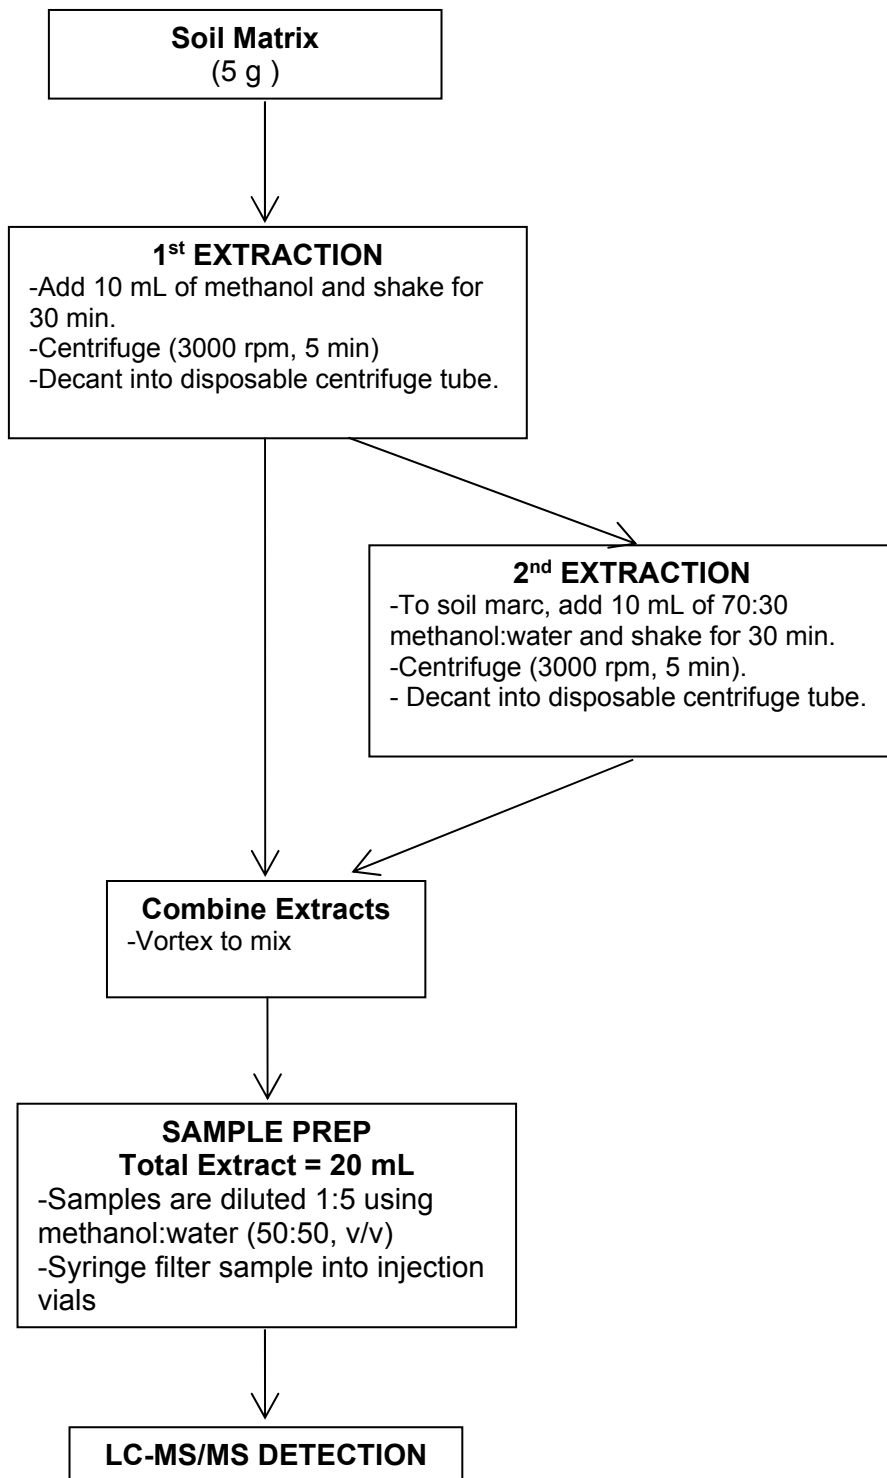 Soil Matrix
(5 g )
1st EXTRACTION
-Add 10 mL of methanol and shake for
30 min.
-Centrifuge (3000 rpm, 5 min)
-Decant into disposable centrifuge tube.
2nd EXTRACTION
-To soil marc, add 10 mL of 70:30
methanol:water and shake for 30 min.
-Centrifuge (3000 rpm, 5 min).
- Decant into disposable centrifuge tube.
Combine Extracts
-Vortex to mix
SAMPLE PREP
Total Extract = 20 mL
-Samples are diluted 1:5 using
methanol:water (50:50, v/v)
-Syringe filter sample into injection
vials
LC-MS/MS DETECTION